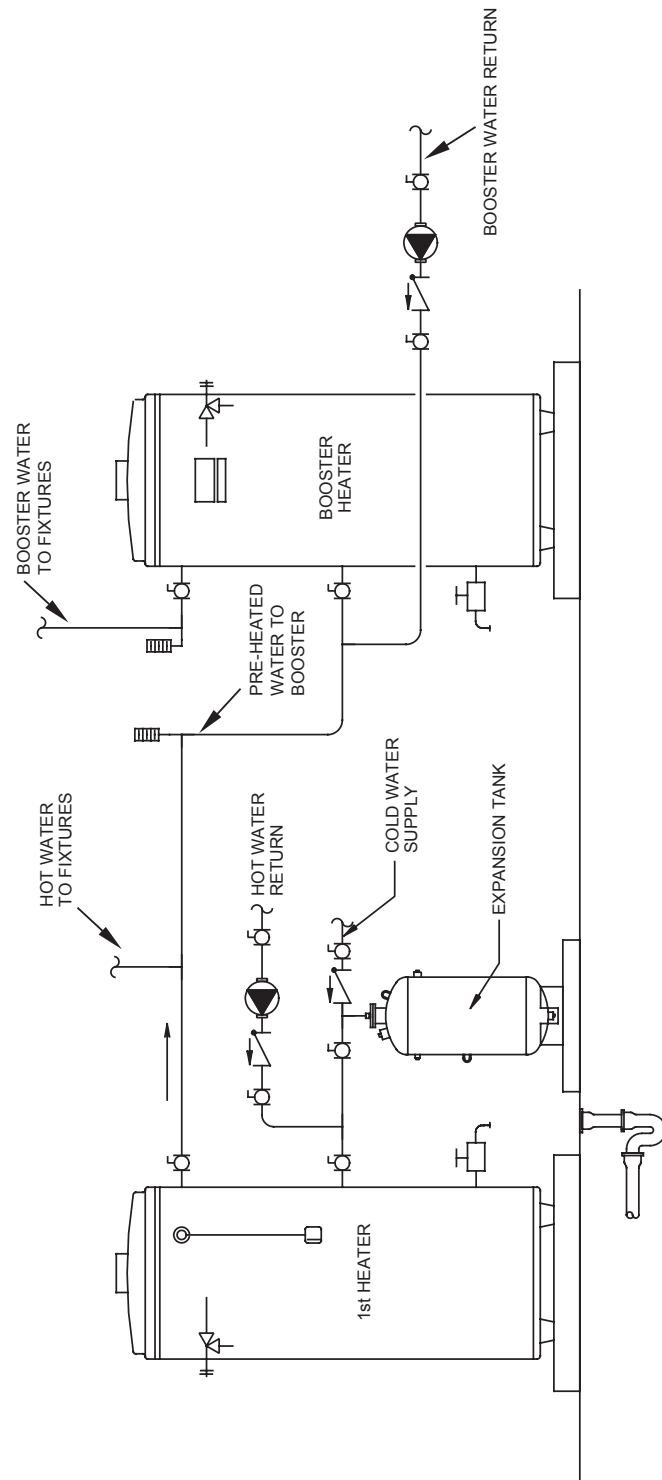 BOOSTER WATER
TO FIXTURES
HOT WATER
TO FIXTURES
PRE-HEATED
WATER TO
BOOSTER
HOT WATER
RETURN
COLD WATER
SUPPLY
1st HEATER
EXPANSION TANK
BOOSTER
HEATER
BOOSTER WATER RETURN